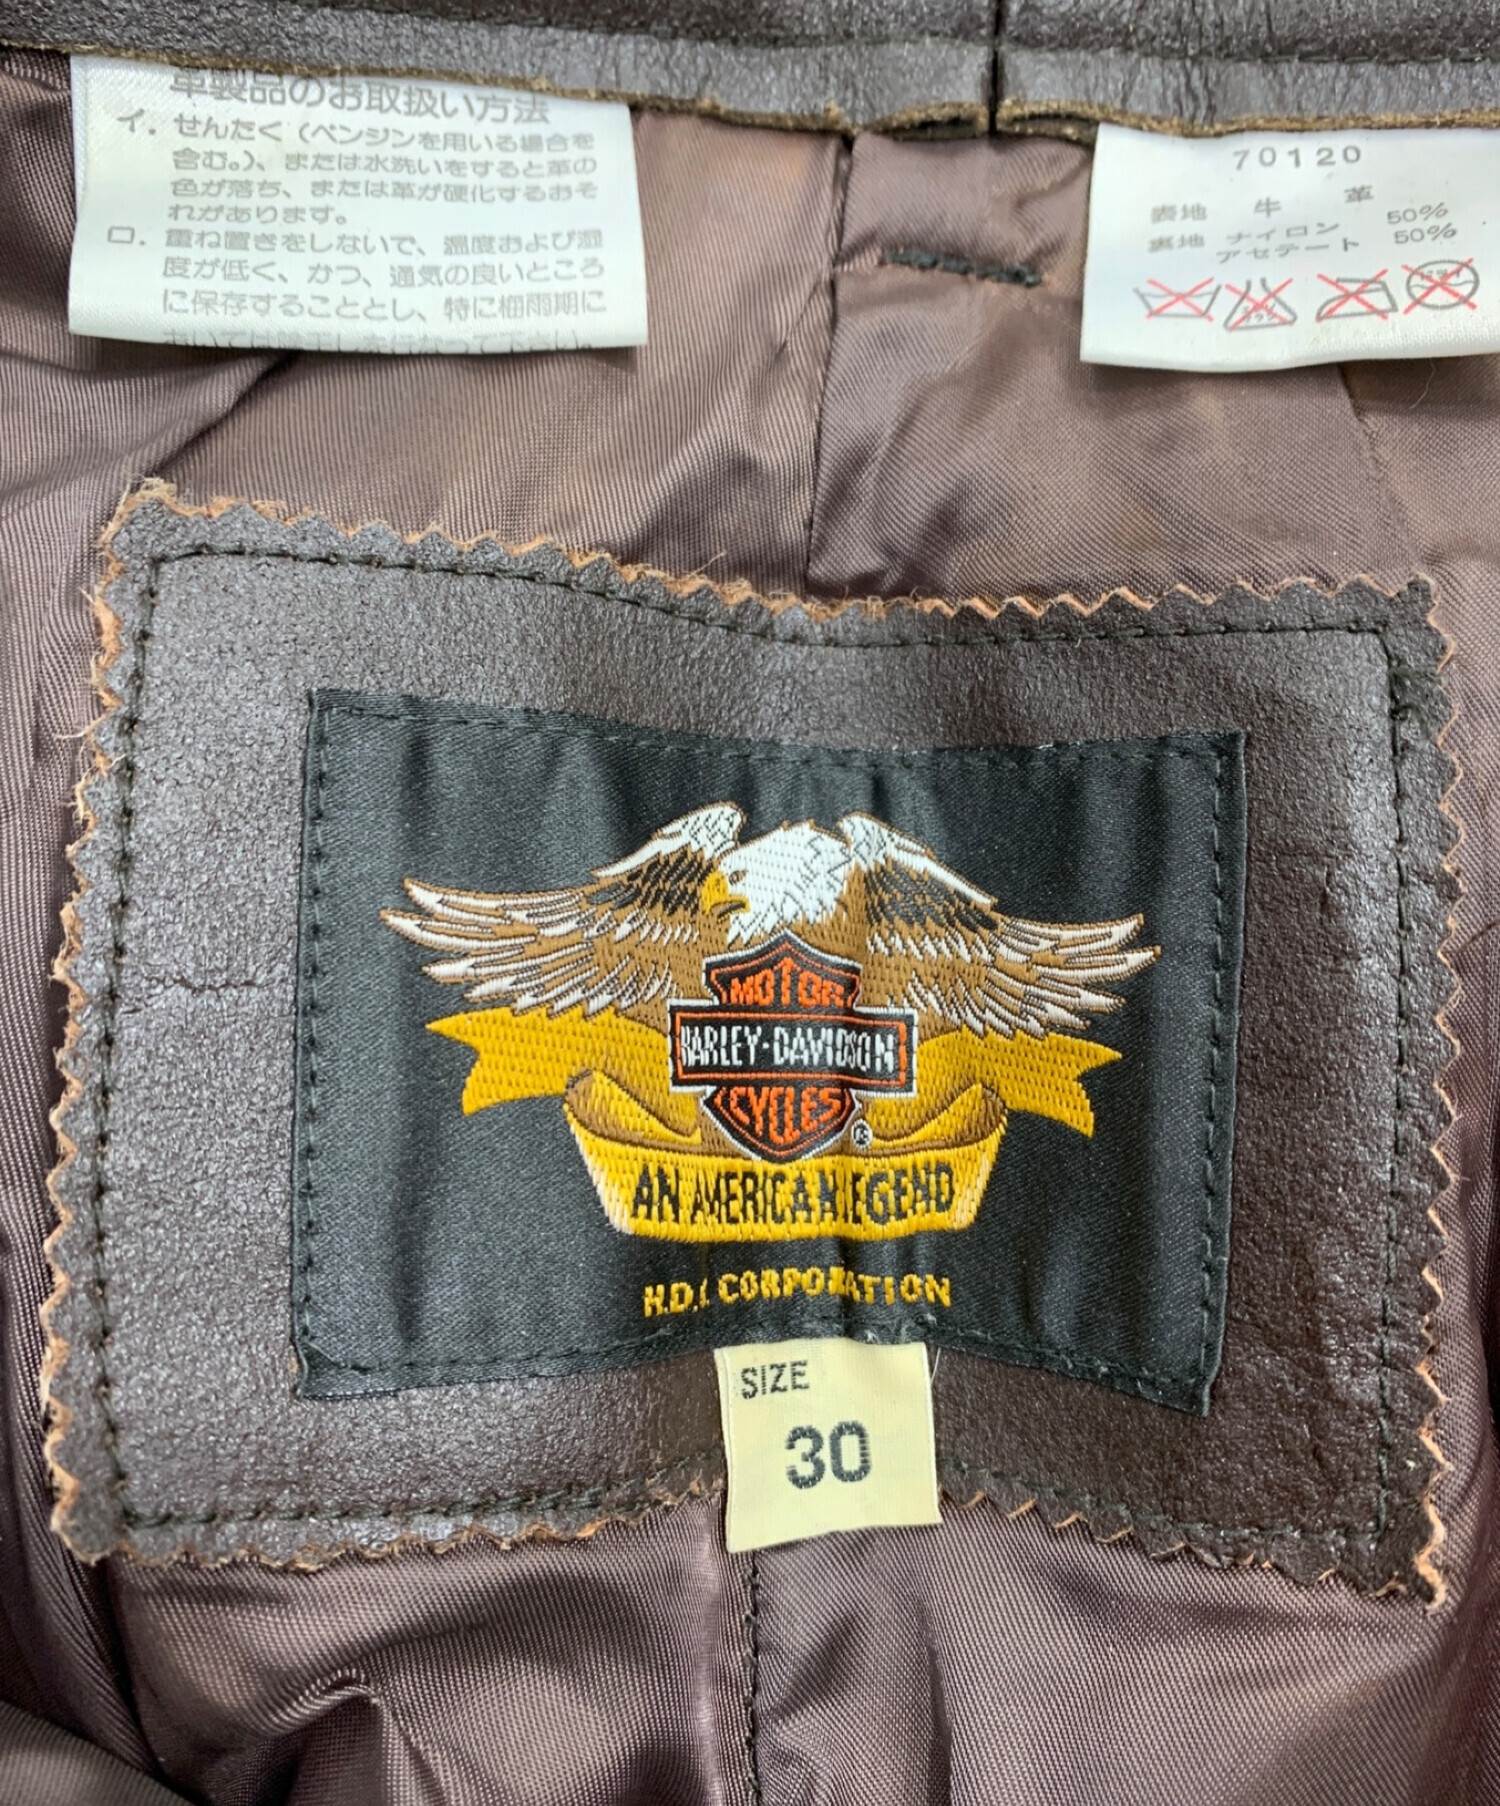 革製品のお取扱い方法
イ．せんたく（ベンジンを用いる場合を
含む。）、または水洗いをすると革の
色が落ち、または革が硬化するおそ
れがあります。
ロ．重ね置きをしないで、温度および湿
度が低く、かつ、通気の良いところ
に保存することとし、特に梅雨期に
70120
表地 牛革
裏地 ナイロン 50%
アセテート 50%
MOTOR
HARLEY-DAVIDSON
CYCLES
®
AN AMERICAN LEGEND
H.D. CORPORATION
SIZE
30